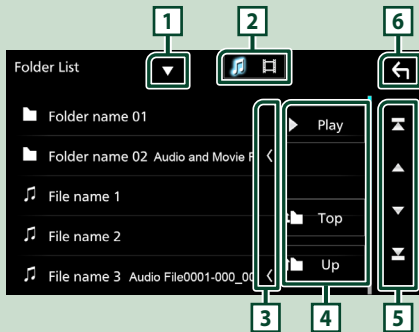 1 2 6
Folder List
Folder name 01 Play
Folder name 02 Audio and Movie
File name 1
File name 2 Top
File name 3 Audio File0001-000_00 Up
3 4 5